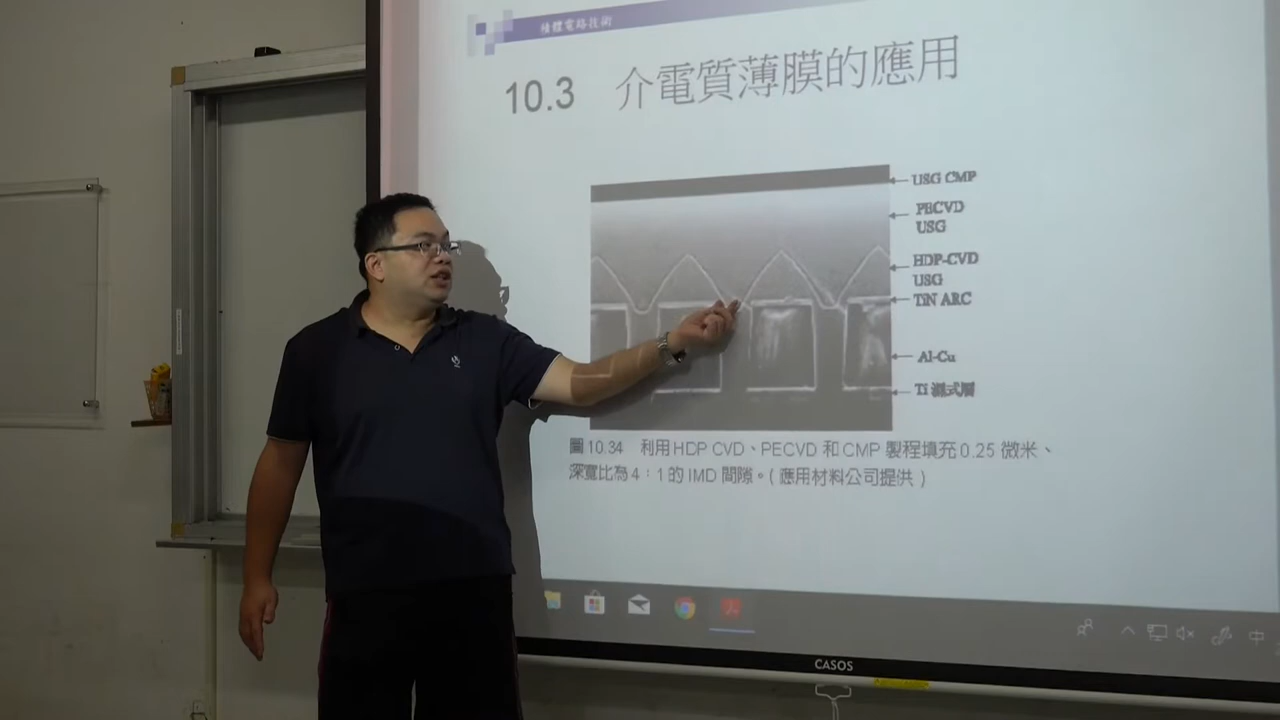 積體電路技術
10.3 介電質薄膜的應用
USG CMP
PECVD
USG
HDP-CVD
USG
TiN ARC
Al-Cu
Ti 濕式層
圖 10.34 利用 HDP CVD、PECVD 和 CMP 製程填充 0.25 微米、
深寬比為 4：1 的 IMD 間隙。( 應用材料公司提供 )
中
CASOS